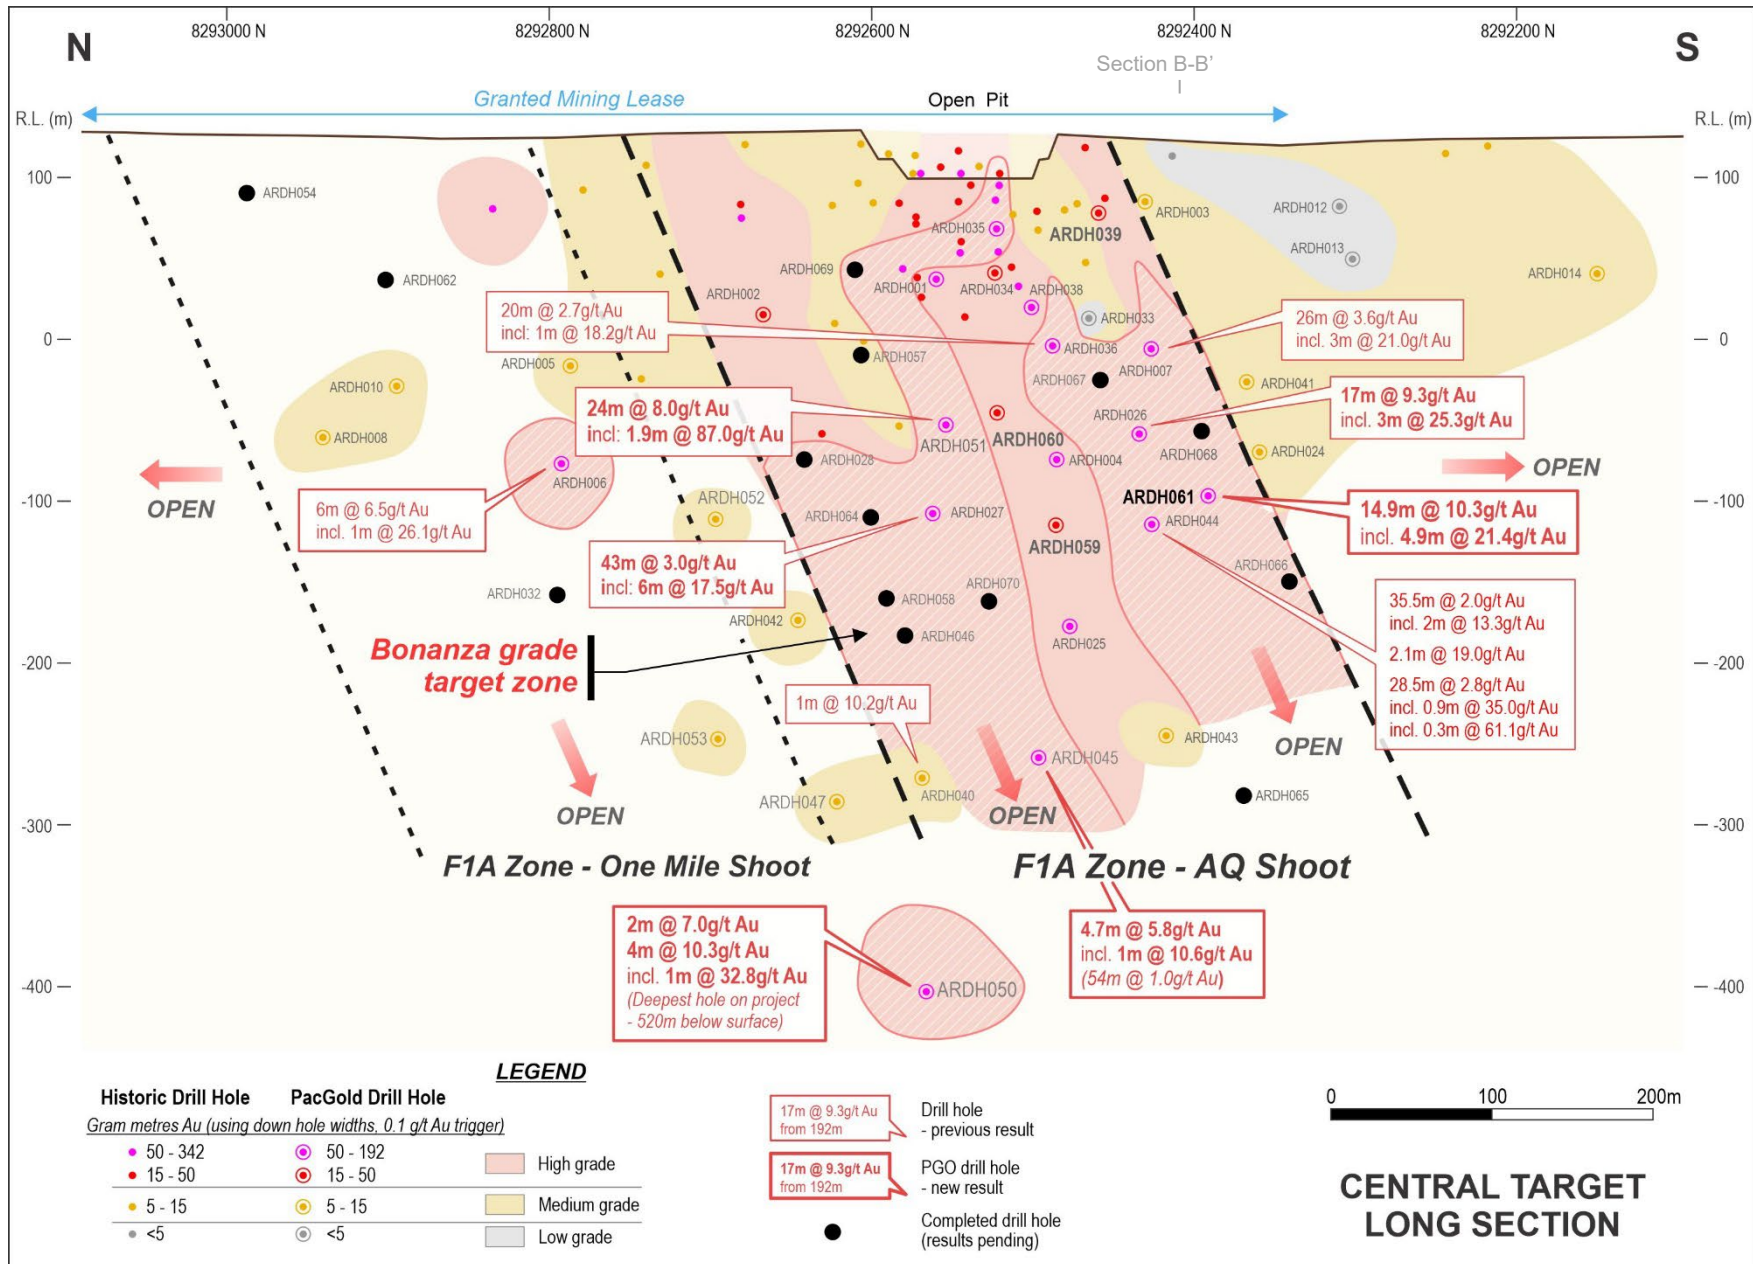 8293000 N
8292800 N
8292600 N
8292400 N
8292200 N
N
S
Section B-B'
Granted Mining Lease
Open Pit
R.L. (m)
R.L. (m)
100
100
0
0
-100
-100
-200
-200
-300
-300
-400
-400
ARDH054
ARDH062
ARDH010
ARDH008
ARDH005
ARDH006
ARDH032
ARDH002
ARDH069
ARDH035
ARDH001
ARDH034
ARDH038
ARDH039
ARDH003
ARDH012
ARDH013
ARDH014
ARDH033
ARDH036
ARDH007
ARDH057
ARDH067
ARDH041
ARDH026
ARDH068
ARDH024
ARDH051
ARDH060
ARDH028
ARDH004
ARDH061
ARDH052
ARDH064
ARDH027
ARDH044
ARDH059
ARDH066
ARDH070
ARDH058
ARDH042
ARDH046
ARDH025
ARDH053
ARDH043
ARDH045
ARDH047
ARDH040
ARDH065
ARDH050
20m @ 2.7g/t Au
incl: 1m @ 18.2g/t Au
26m @ 3.6g/t Au
incl. 3m @ 21.0g/t Au
24m @ 8.0g/t Au
incl: 1.9m @ 87.0g/t Au
17m @ 9.3g/t Au
incl. 3m @ 25.3g/t Au
6m @ 6.5g/t Au
incl. 1m @ 26.1g/t Au
14.9m @ 10.3g/t Au
incl. 4.9m @ 21.4g/t Au
43m @ 3.0g/t Au
incl: 6m @ 17.5g/t Au
35.5m @ 2.0g/t Au
incl. 2m @ 13.3g/t Au
2.1m @ 19.0g/t Au
28.5m @ 2.8g/t Au
incl. 0.9m @ 35.0g/t Au
incl. 0.3m @ 61.1g/t Au
Bonanza grade
target zone
1m @ 10.2g/t Au
OPEN
OPEN
OPEN
OPEN
OPEN
F1A Zone - One Mile Shoot
F1A Zone - AQ Shoot
2m @ 7.0g/t Au
4m @ 10.3g/t Au
incl. 1m @ 32.8g/t Au
(Deepest hole on project
- 520m below surface)
4.7m @ 5.8g/t Au
incl. 1m @ 10.6g/t Au
(54m @ 1.0g/t Au)
LEGEND
Historic Drill Hole
PacGold Drill Hole
Gram metres Au (using down hole widths, 0.1 g/t Au trigger)
50 - 342
50 - 192
15 - 50
15 - 50
High grade
5 - 15
5 - 15
Medium grade
<5
<5
Low grade
17m @ 9.3g/t Au
from 192m
Drill hole
- previous result
17m @ 9.3g/t Au
from 192m
PGO drill hole
- new result
Completed drill hole
(results pending)
0
100
200m
CENTRAL TARGET
LONG SECTION